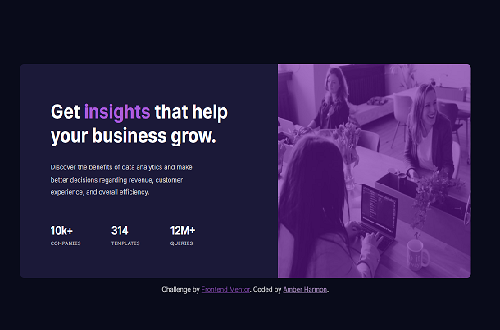 Get insights that help
your business grow.
Discover the benefits of data analytics and make
better decisions regarding revenue, customer
experience, and overall efficiency.
10k+ 314 12M+
COMPANIES TEMPLATES QUERIES
Challenge by Frontend Mentor. Coded by Amber